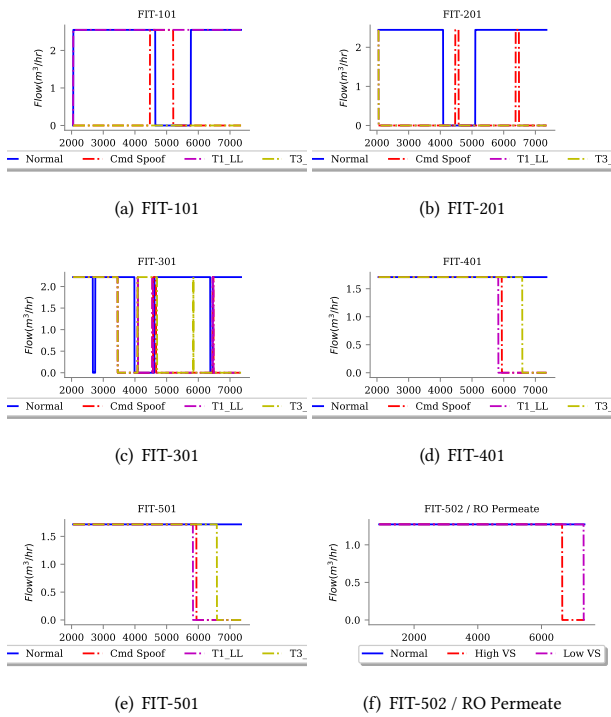 FIT-101
Flow(m³/hr)
2
1
0
2000 3000 4000 5000 6000 7000
Normal Cmd Spoof T1_LL T3_
(a) FIT-101
FIT-201
Flow(m³/hr)
2
1
0
2000 3000 4000 5000 6000 7000
Normal Cmd Spoof T1_LL T3_
(b) FIT-201
FIT-301
Flow(m³/hr)
2.0
1.5
1.0
0.5
0.0
2000 3000 4000 5000 6000 7000
Normal Cmd Spoof T1_LL T3_
(c) FIT-301
FIT-401
Flow(m³/hr)
1.5
1.0
0.5
0.0
2000 3000 4000 5000 6000 7000
Normal Cmd Spoof T1_LL T3_
(d) FIT-401
FIT-501
Flow(m³/hr)
1.5
1.0
0.5
0.0
2000 3000 4000 5000 6000 7000
Normal Cmd Spoof T1_LL T3_
(e) FIT-501
FIT-502 / RO Permeate
Flow(m³/hr)
1.0
0.5
0.0
2000 4000 6000
Normal High VS Low VS
(f) FIT-502 / RO Permeate